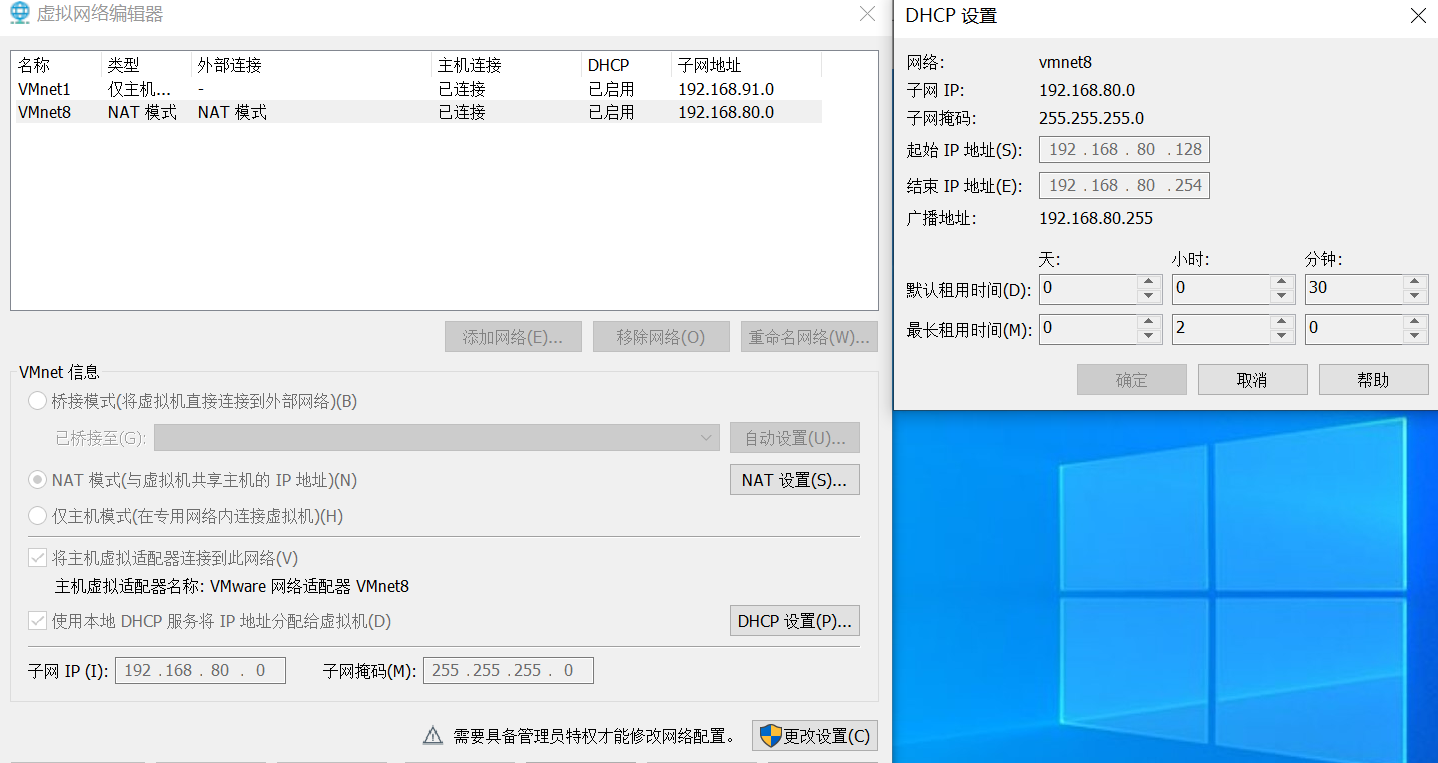 虚拟网络编辑器
名称 类型 外部连接 主机连接 DHCP 子网地址
VMnet1 仅主机... - 已连接 已启用 192.168.91.0
VMnet8 NAT 模式 NAT 模式 已连接 已启用 192.168.80.0
添加网络(E)... 移除网络(O) 重命名网络(W)...
VMnet 信息
桥接模式(将虚拟机直接连接到外部网络)(B)
已桥接至(G): 自动设置(U)...
NAT 模式(与虚拟机共享主机的 IP 地址)(N) NAT 设置(S)...
仅主机模式(在专用网络内连接虚拟机)(H)
将主机虚拟适配器连接到此网络(V)
主机虚拟适配器名称: VMware 网络适配器 VMnet8
使用本地 DHCP 服务将 IP 地址分配给虚拟机(D) DHCP 设置(P)...
子网 IP (I): 192 . 168 . 80 . 0 子网掩码(M): 255 . 255 . 255 . 0
需要具备管理员特权才能修改网络配置。 更改设置(C)
DHCP 设置
网络: vmnet8
子网 IP: 192.168.80.0
子网掩码: 255.255.255.0
起始 IP 地址(S): 192 . 168 . 80 . 128
结束 IP 地址(E): 192 . 168 . 80 . 254
广播地址: 192.168.80.255
天: 小时: 分钟:
默认租用时间(D): 0 0 30
最长租用时间(M): 0 2 0
确定 取消 帮助